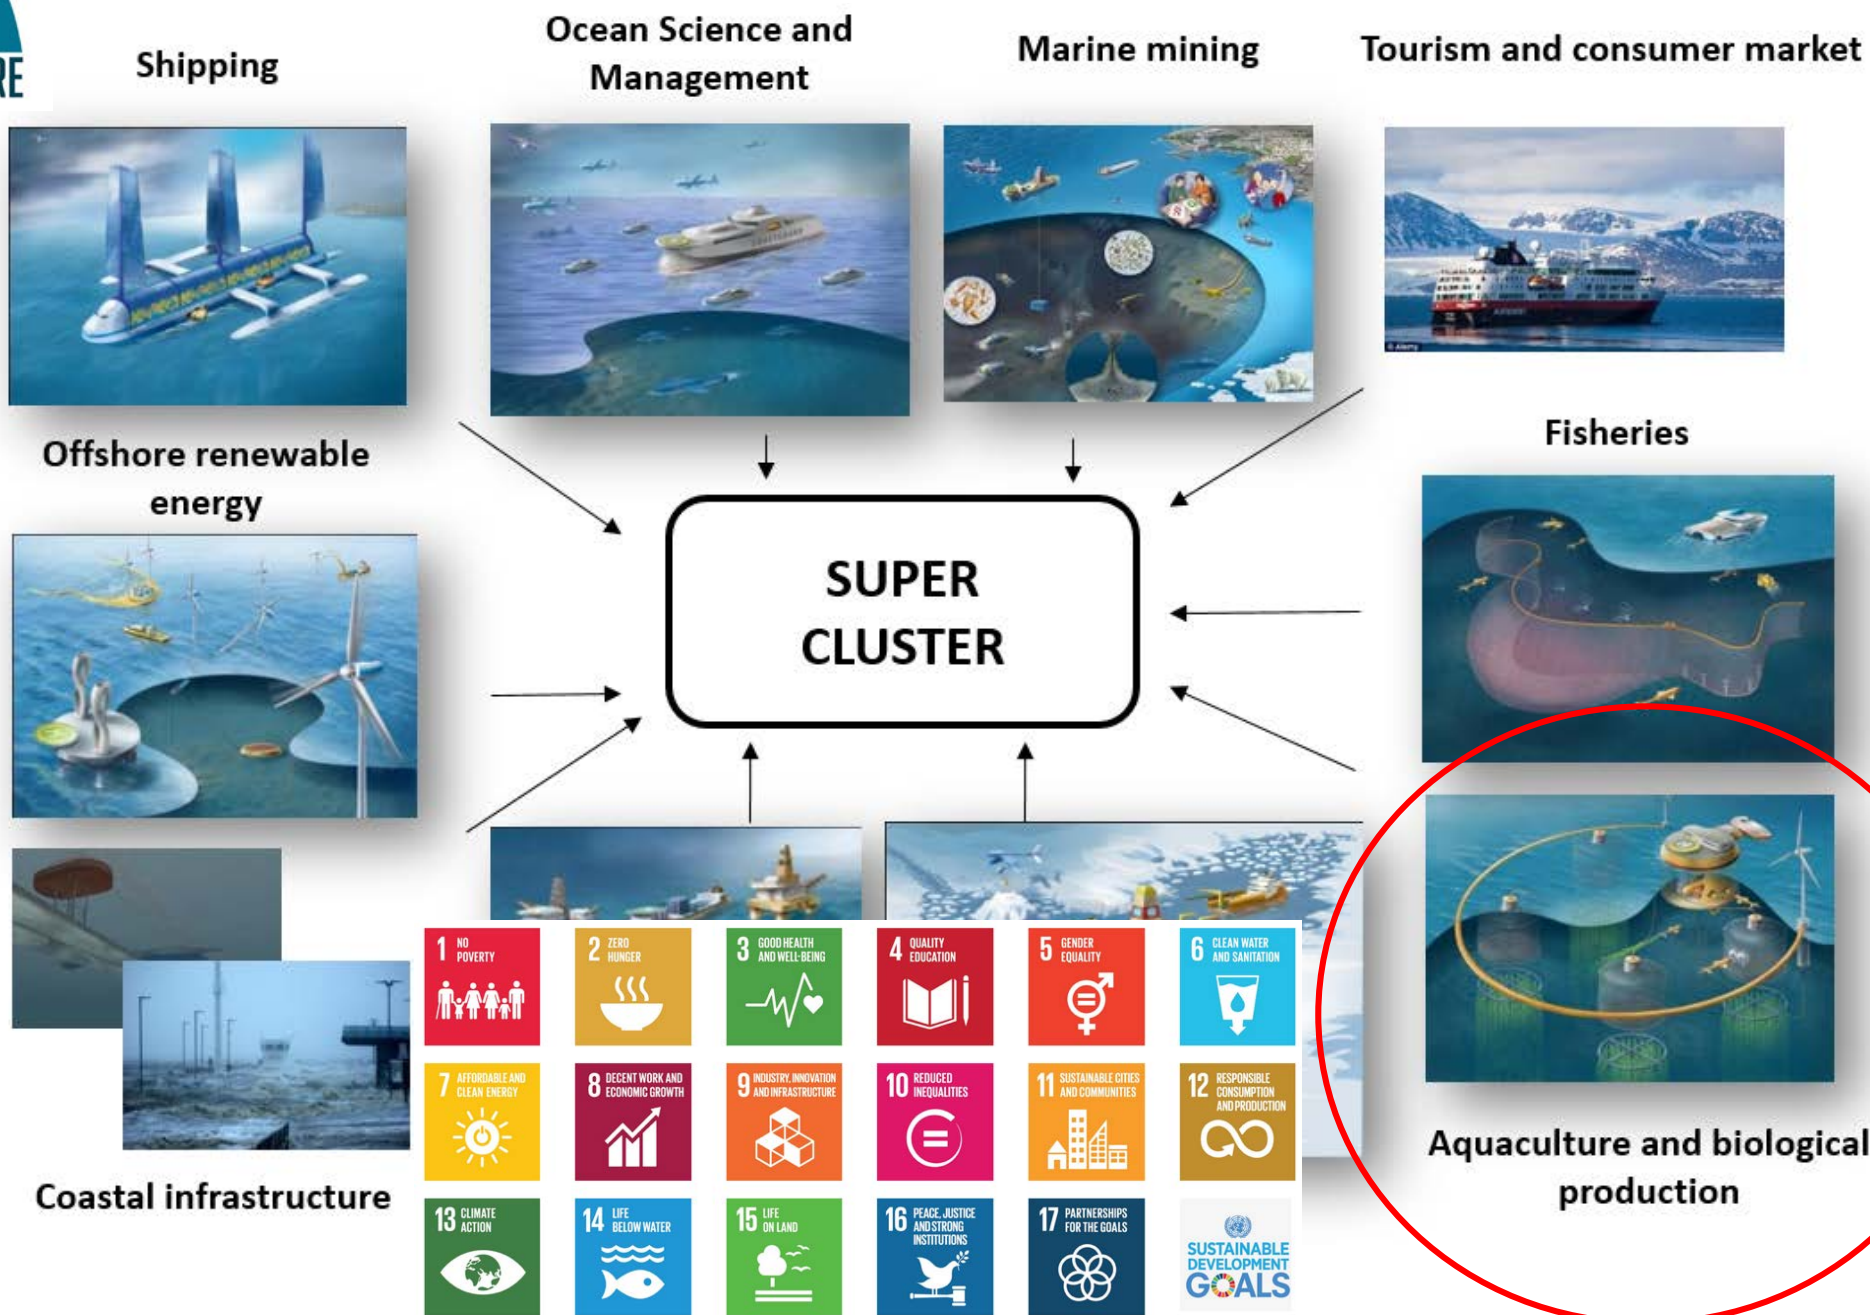 RE
Shipping
Ocean Science and
Management
Marine mining
Tourism and consumer market
Offshore renewable
energy
Fisheries
SUPER
CLUSTER
© Alamy
Coastal infrastructure
Aquaculture and biological
production
1 NO
POVERTY
2 ZERO
HUNGER
3 GOOD HEALTH
AND WELL-BEING
4 QUALITY
EDUCATION
5 GENDER
EQUALITY
6 CLEAN WATER
AND SANITATION
7 AFFORDABLE AND
CLEAN ENERGY
8 DECENT WORK AND
ECONOMIC GROWTH
9 INDUSTRY, INNOVATION
AND INFRASTRUCTURE
10 REDUCED
INEQUALITIES
11 SUSTAINABLE CITIES
AND COMMUNITIES
12 RESPONSIBLE
CONSUMPTION
AND PRODUCTION
13 CLIMATE
ACTION
14 LIFE
BELOW WATER
15 LIFE
ON LAND
16 PEACE, JUSTICE
AND STRONG
INSTITUTIONS
17 PARTNERSHIPS
FOR THE GOALS
SUSTAINABLE
DEVELOPMENT
GOALS